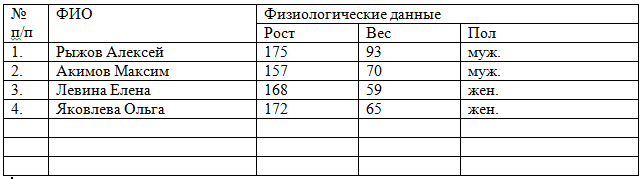 № ФИО Физиологические данные
п/п Рост Вес Пол
1. Рыжов Алексей 175 93 муж.
2. Акимов Максим 157 70 муж.
3. Левина Елена 168 59 жен.
4. Яковлева Ольга 172 65 жен.